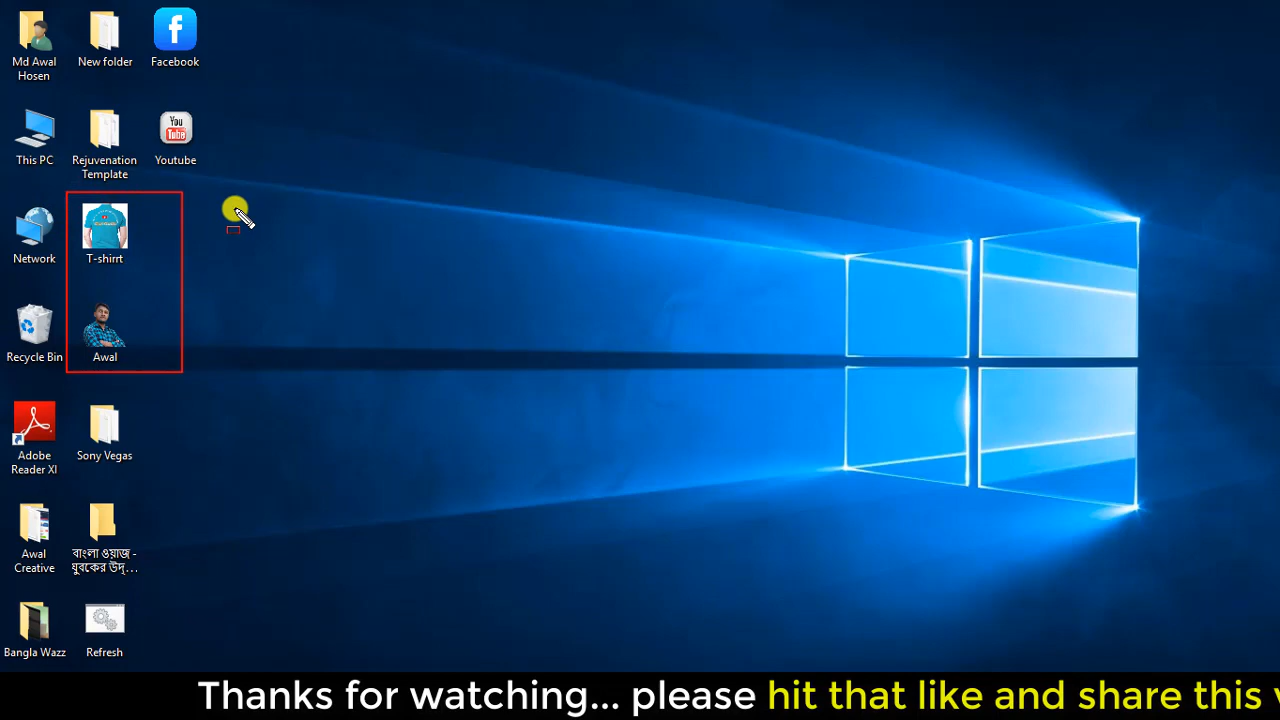 Md Awal
Hosen
New folder
Facebook
This PC
Rejuvenation
Template
You
Tube
Youtube
Network
T-shirrt
Recycle Bin
Awal
Adobe
Reader XI
Sony Vegas
Awal
Creative
বাংলা ওয়াজ -
যুবকের উদ্...
Bangla Wazz
Refresh
Thanks for watching... please hit that like and share this